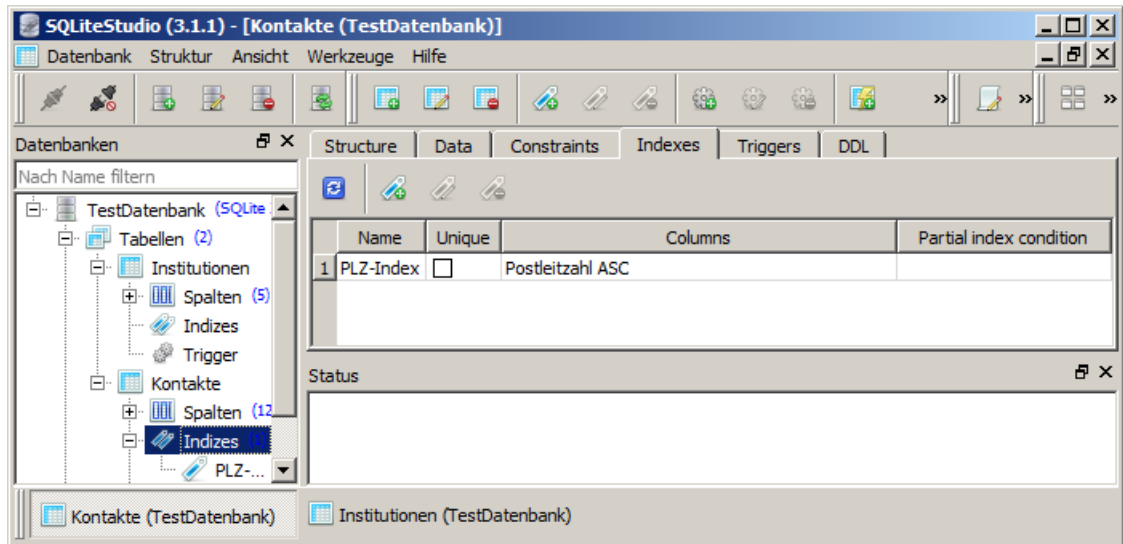 SQLiteStudio (3.1.1) - [Kontakte (TestDatenbank)]
Datenbank Struktur Ansicht Werkzeuge Hilfe
Datenbanken
Nach Name filtern
TestDatenbank (SQLite
Tabellen (2)
Institutionen
Spalten (5)
Indizes
Trigger
Kontakte
Spalten (12
Indizes (1)
PLZ-...
Structure Data Constraints Indexes Triggers DDL
Name Unique Columns Partial index condition
1 PLZ-Index Postleitzahl ASC
Status
Kontakte (TestDatenbank) Institutionen (TestDatenbank)